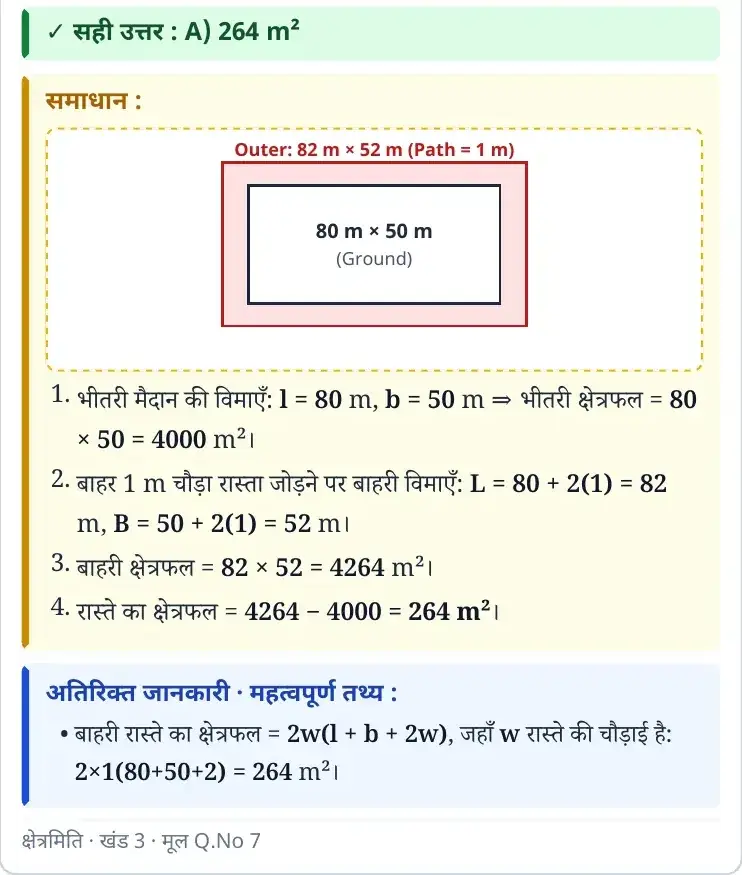 ✓ सही उत्तर : A) 264 m²
समाधान :
Outer: 82 m × 52 m (Path = 1 m)
80 m × 50 m
(Ground)
1. भीतरी मैदान की विमाएँ: l = 80 m, b = 50 m ⇒ भीतरी क्षेत्रफल = 80
× 50 = 4000 m²।
2. बाहर 1 m चौड़ा रास्ता जोड़ने पर बाहरी विमाएँ: L = 80 + 2(1) = 82
m, B = 50 + 2(1) = 52 m।
3. बाहरी क्षेत्रफल = 82 × 52 = 4264 m²।
4. रास्ते का क्षेत्रफल = 4264 − 4000 = 264 m²।
अतिरिक्त जानकारी · महत्वपूर्ण तथ्य :
• बाहरी रास्ते का क्षेत्रफल = 2w(l + b + 2w), जहाँ w रास्ते की चौड़ाई है:
2×1(80+50+2) = 264 m²।
क्षेत्रमिति · खंड 3 · मूल Q.No 7